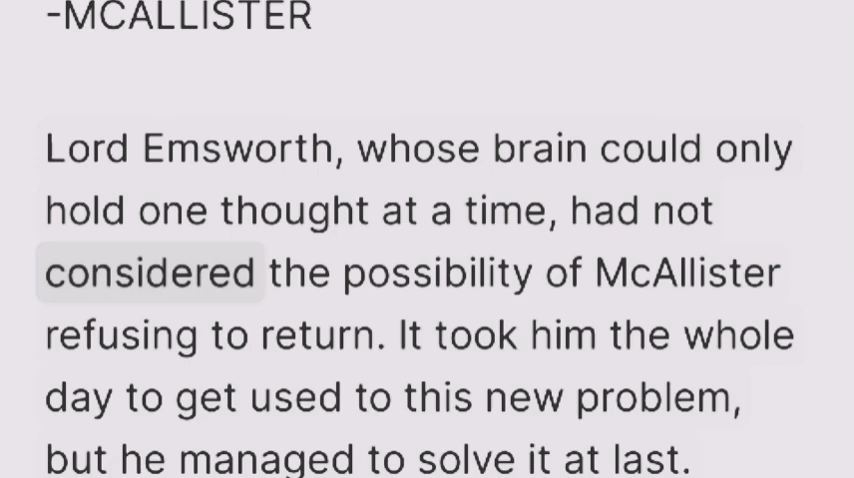 -MCALLISTER
Lord Emsworth, whose brain could only
hold one thought at a time, had not
considered the possibility of McAllister
refusing to return. It took him the whole
day to get used to this new problem,
but he managed to solve it at last.